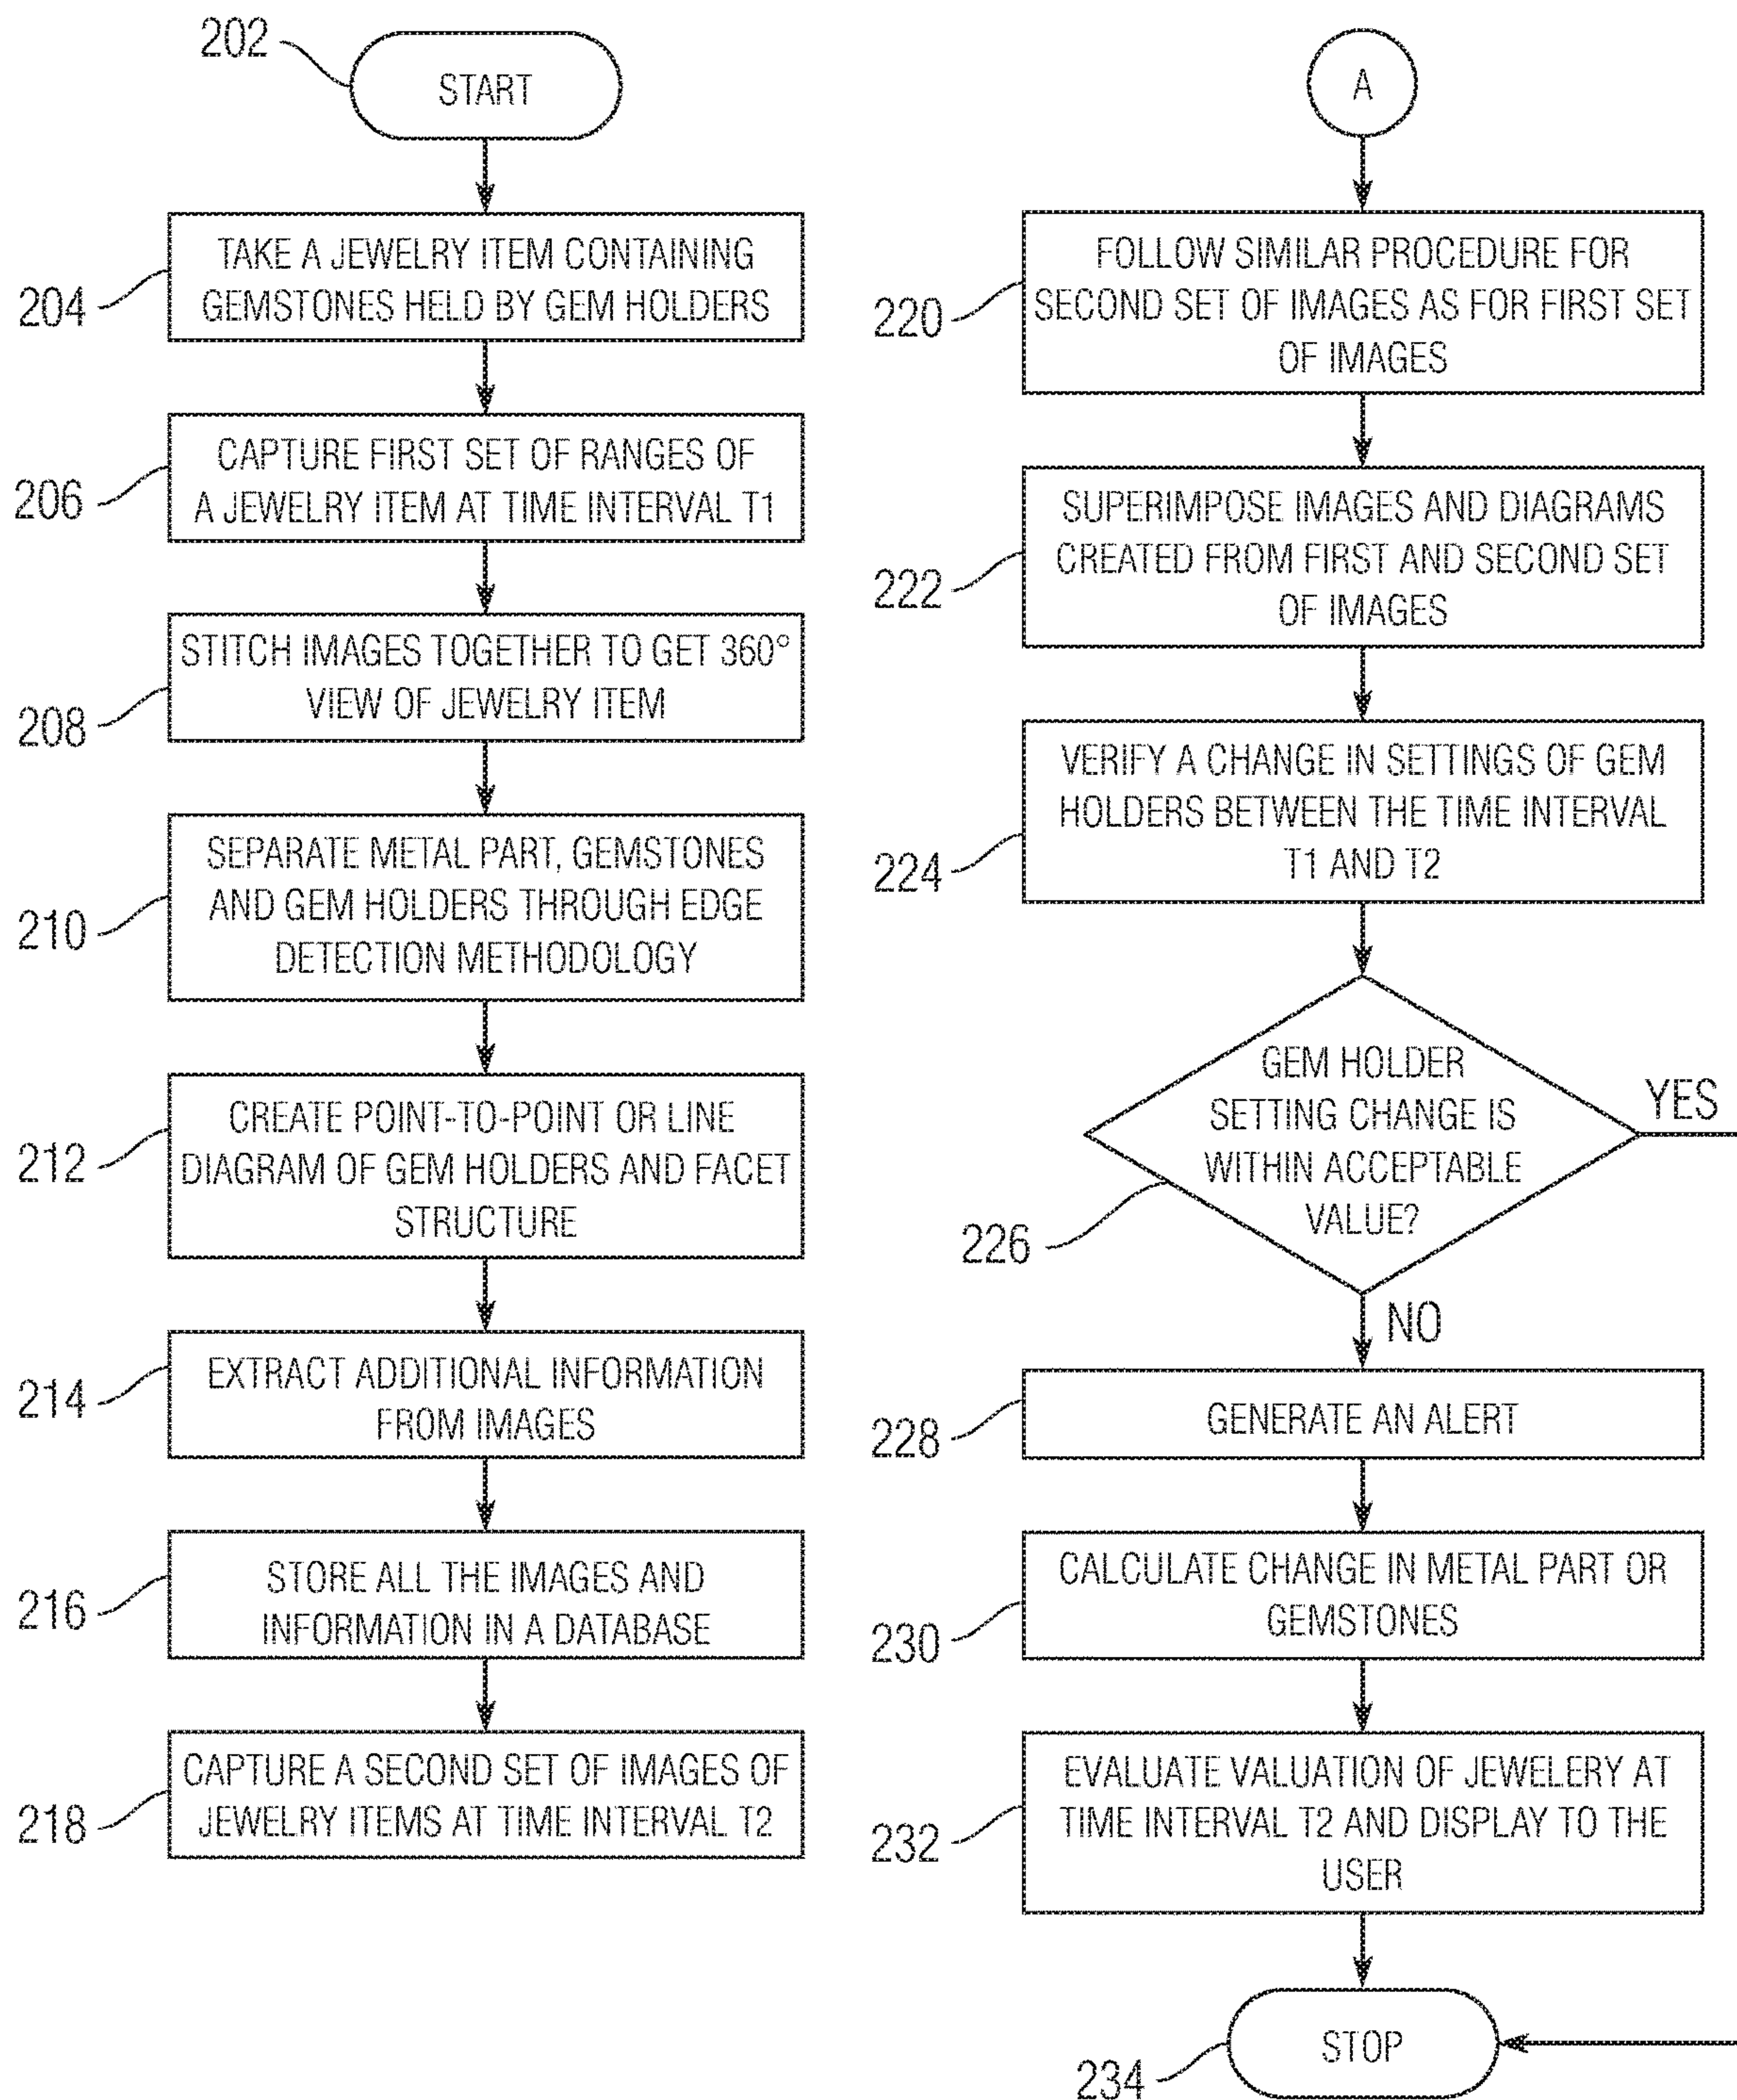 202
START
204
TAKE A JEWELRY ITEM CONTAINING
GEMSTONES HELD BY GEM HOLDERS
206
CAPTURE FIRST SET OF RANGES OF
A JEWELRY ITEM AT TIME INTERVAL T1
208
STITCH IMAGES TOGETHER TO GET 360°
VIEW OF JEWELRY ITEM
210
SEPARATE METAL PART, GEMSTONES
AND GEM HOLDERS THROUGH EDGE
DETECTION METHODOLOGY
212
CREATE POINT-TO-POINT OR LINE
DIAGRAM OF GEM HOLDERS AND FACET
STRUCTURE
214
EXTRACT ADDITIONAL INFORMATION
FROM IMAGES
216
STORE ALL THE IMAGES AND
INFORMATION IN A DATABASE
218
CAPTURE A SECOND SET OF IMAGES OF
JEWELRY ITEMS AT TIME INTERVAL T2
A
220
FOLLOW SIMILAR PROCEDURE FOR
SECOND SET OF IMAGES AS FOR FIRST SET
OF IMAGES
222
SUPERIMPOSE IMAGES AND DIAGRAMS
CREATED FROM FIRST AND SECOND SET
OF IMAGES
224
VERIFY A CHANGE IN SETTINGS OF GEM
HOLDERS BETWEEN THE TIME INTERVAL
T1 AND T2
226
GEM HOLDER
SETTING CHANGE IS
WITHIN ACCEPTABLE
VALUE?
YES
NO
228
GENERATE AN ALERT
230
CALCULATE CHANGE IN METAL PART OR
GEMSTONES
232
EVALUATE VALUATION OF JEWELERY AT
TIME INTERVAL T2 AND DISPLAY TO THE
USER
234
STOP